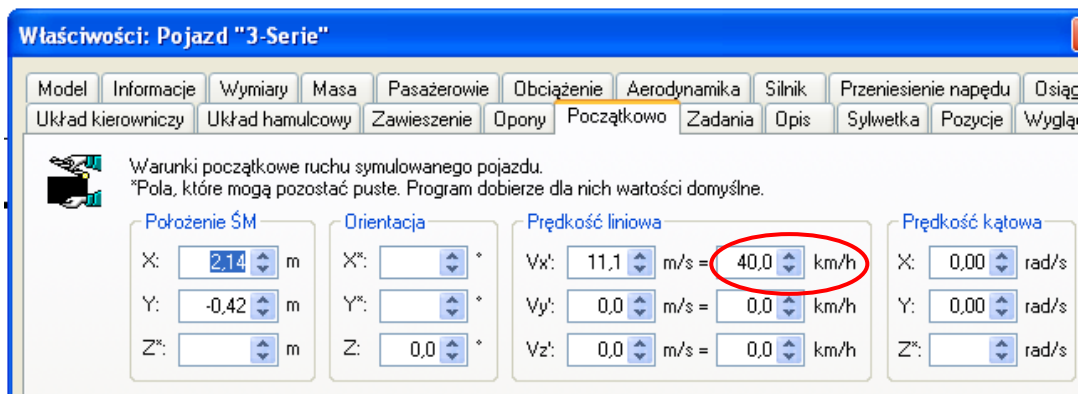 Właściwości: Pojazd "3-Serie"
Model Informacje Wymiary Masa Pasażerowie Obciążenie Aerodynamika Silnik Przeniesienie napędu Osiąg
Układ kierowniczy Układ hamulcowy Zawieszenie Opony Początkowo Zadania Opis Sylwetka Pozycje Wyglą
Warunki początkowe ruchu symulowanego pojazdu.
*Pola, które mogą pozostać puste. Program dobierze dla nich wartości domyślne.
Położenie ŚM Orientacja Prędkość liniowa Prędkość kątowa
X: 2,14 m X*: ° Vx': 11,1 m/s = 40,0 km/h X: 0,00 rad/s
Y: -0,42 m Y*: ° Vy': 0,0 m/s = 0,0 km/h Y: 0,00 rad/s
Z*: m Z: 0,0 ° Vz': 0,0 m/s = 0,0 km/h Z*: rad/s